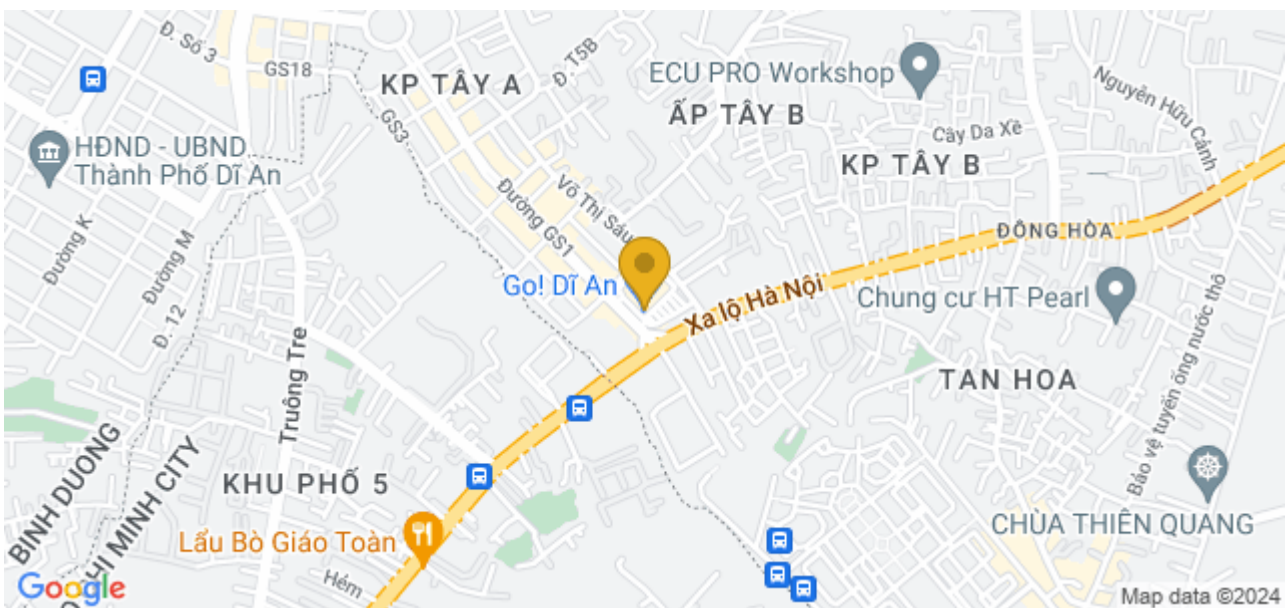 Đ. Số 3
GS18
KP TÂY A
Đ. T5B
ECU PRO Workshop
ẤP TÂY B
Nguyễn Hữu Cảnh
Cây Da Xề
KP TÂY B
HĐND - UBND
Thành Phố Dĩ An
GS3
Đường GS1
Võ Thị Sáu
ĐÔNG HÒA
Đường K
Đường M
Đ. 12
Go! Dĩ An
Xa lộ Hà Nội
Chung cư HT Pearl
Truông Tre
TAN HOA
Bảo vệ tuyến ống nước thô
BINH DUONG
HI MINH CITY
KHU PHỐ 5
Lẩu Bò Giáo Toàn
CHÙA THIÊN QUANG
Hẻm
Google
Map data ©2024